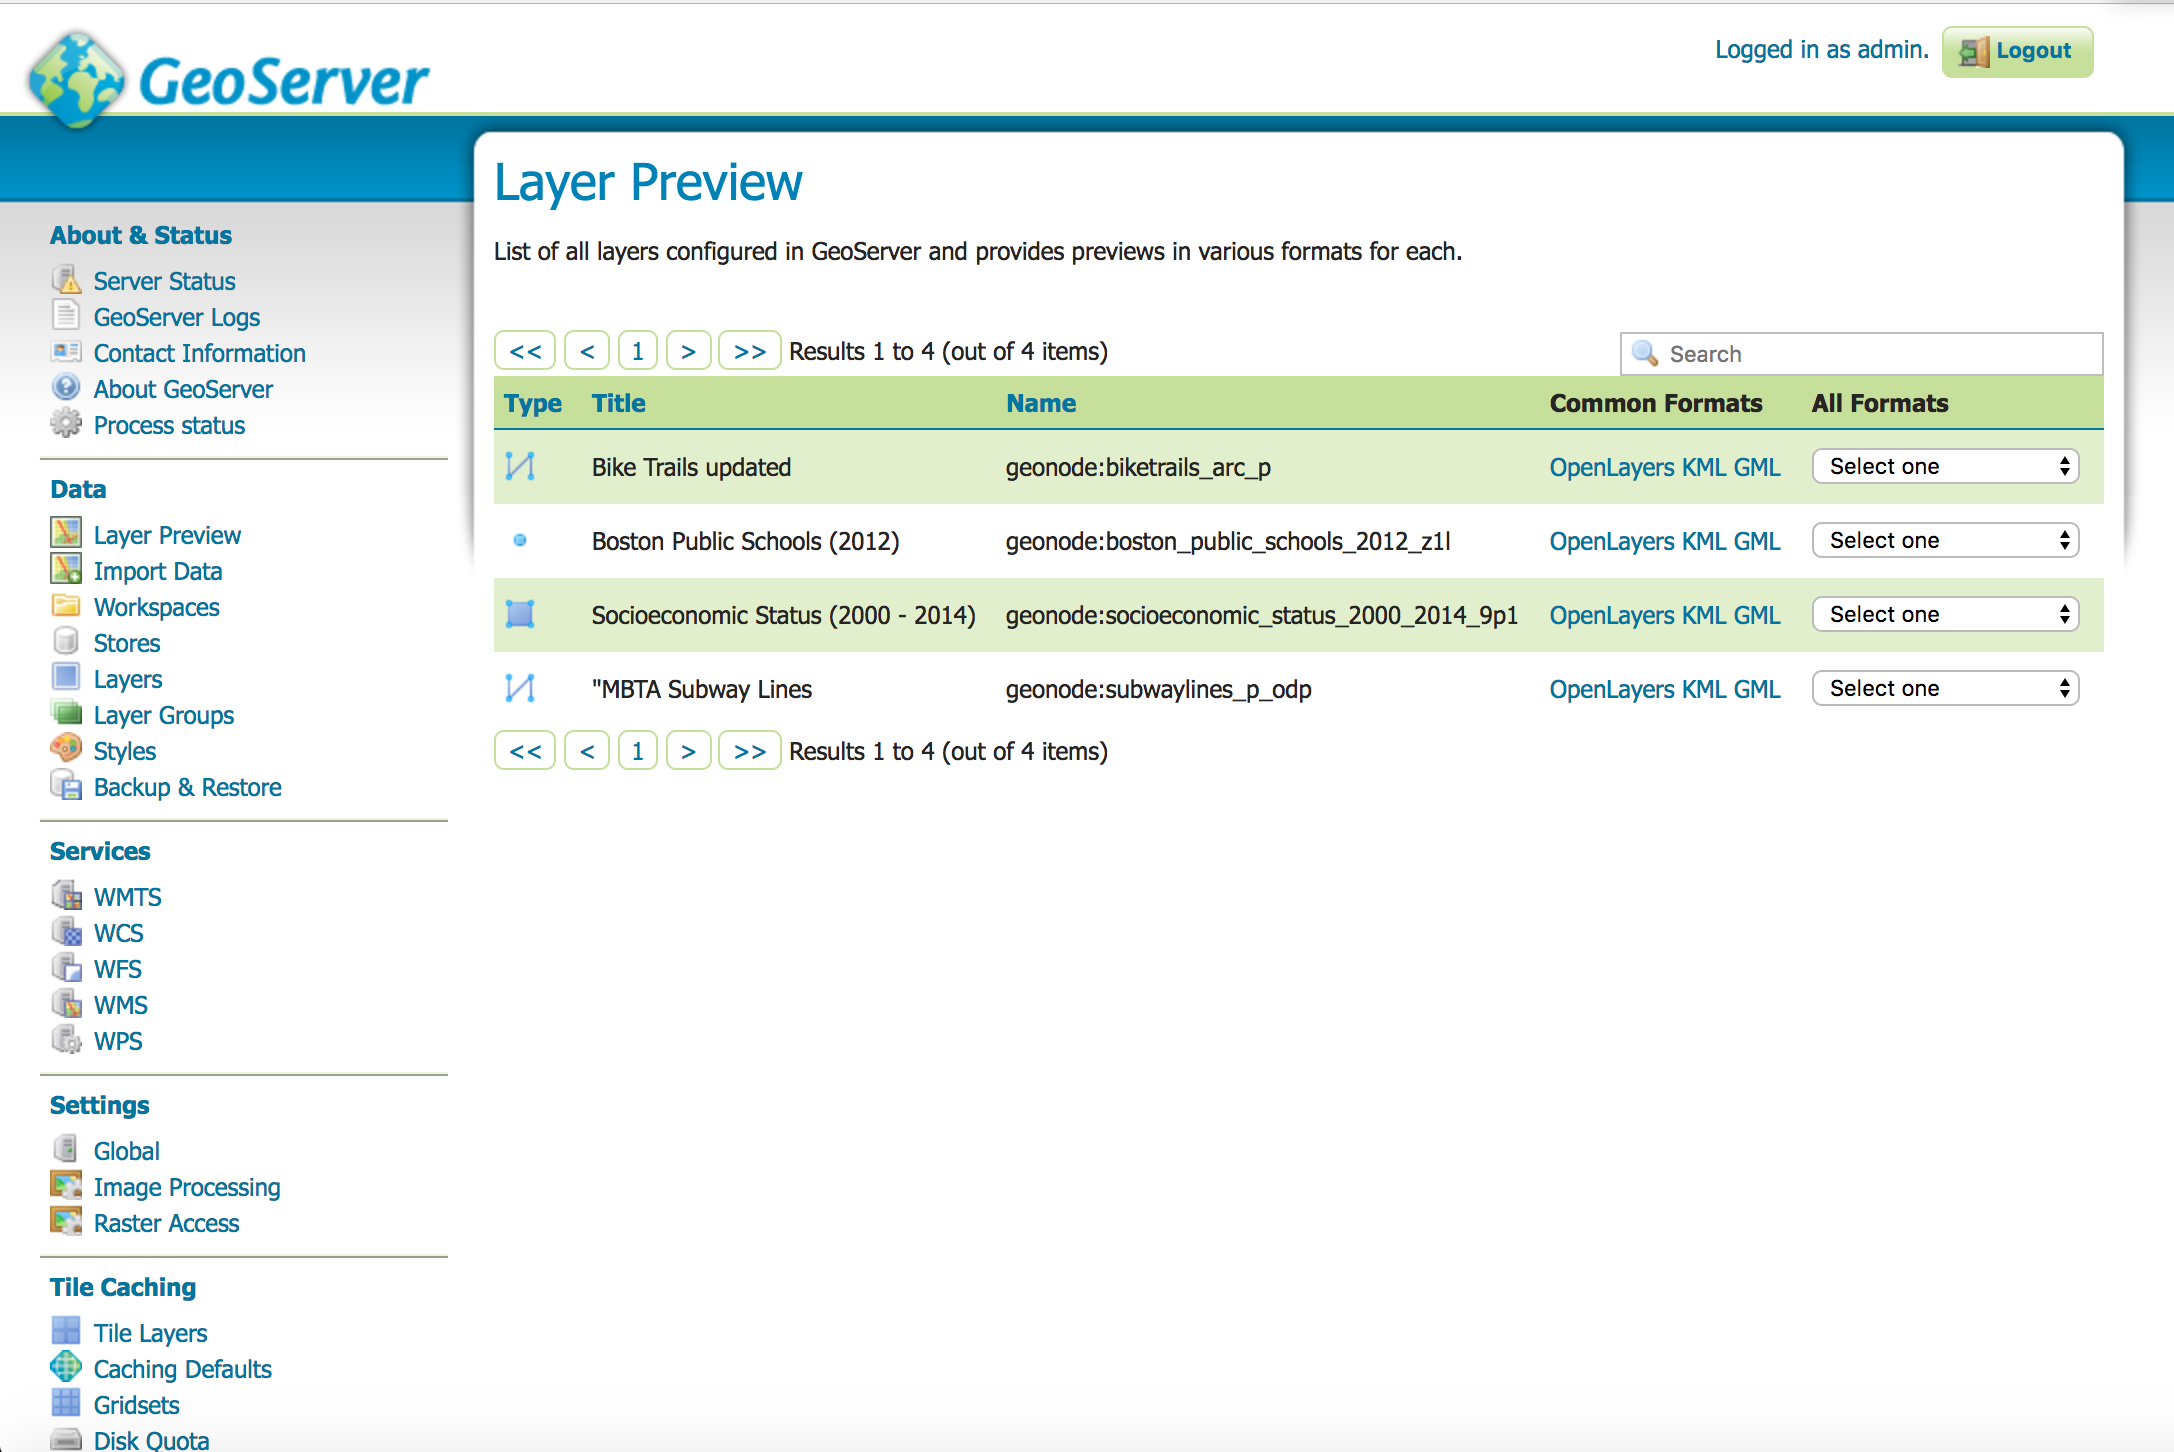 GeoServer
Logged in as admin. Logout
About & Status
Server Status
GeoServer Logs
Contact Information
About GeoServer
Process status
Data
Layer Preview
Import Data
Workspaces
Stores
Layers
Layer Groups
Styles
Backup & Restore
Services
WMTS
WCS
WFS
WMS
WPS
Settings
Global
Image Processing
Raster Access
Tile Caching
Tile Layers
Caching Defaults
Gridsets
Disk Quota
Layer Preview
List of all layers configured in GeoServer and provides previews in various formats for each.
<< < 1 > >> Results 1 to 4 (out of 4 items) Search
Type Title Name Common Formats All Formats
Bike Trails updated geonode:biketrails_arc_p OpenLayers KML GML Select one
Boston Public Schools (2012) geonode:boston_public_schools_2012_z1l OpenLayers KML GML Select one
Socioeconomic Status (2000 - 2014) geonode:socioeconomic_status_2000_2014_9p1 OpenLayers KML GML Select one
"MBTA Subway Lines geonode:subwaylines_p_odp OpenLayers KML GML Select one
<< < 1 > >> Results 1 to 4 (out of 4 items)